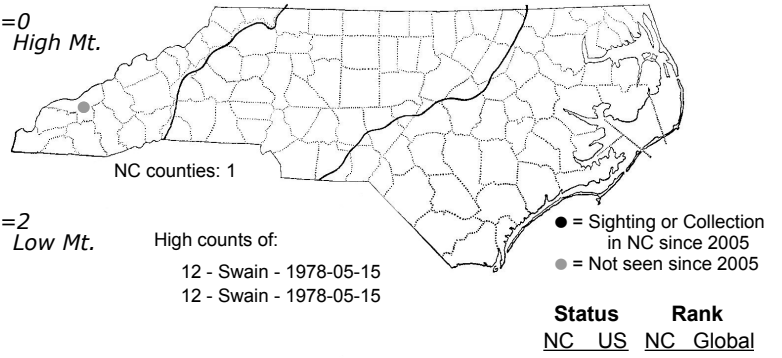 =0
High Mt.
NC counties: 1
=2
Low Mt.
High counts of:
12 - Swain - 1978-05-15
12 - Swain - 1978-05-15
● = Sighting or Collection
in NC since 2005
● = Not seen since 2005
Status Rank
NC US NC Global